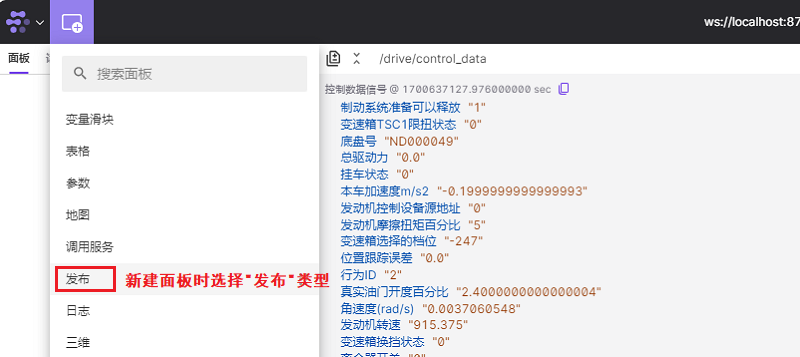 ws://localhost:87
面板
/drive/control_data
搜索面板
变量滑块
表格
参数
地图
调用服务
发布
新建面板时选择"发布"类型
日志
三维
控制数据信号 @ 1700637127.976000000 sec
制动系统准备可以释放 "1"
变速箱TSC1限扭状态 "0"
底盘号 "ND000049"
总驱动力 "0.0"
挂车状态 "0"
本车加速度m/s2 "-0.1999999999999993"
发动机控制设备源地址 "0"
发动机摩擦扭矩百分比 "5"
变速箱选择的档位 "-247"
位置跟踪误差 "0.0"
行为ID "2"
真实油门开度百分比 "2.4000000000000004"
角速度(rad/s) "0.0037060548"
发动机转速 "915.375"
变速箱换挡状态 "0"